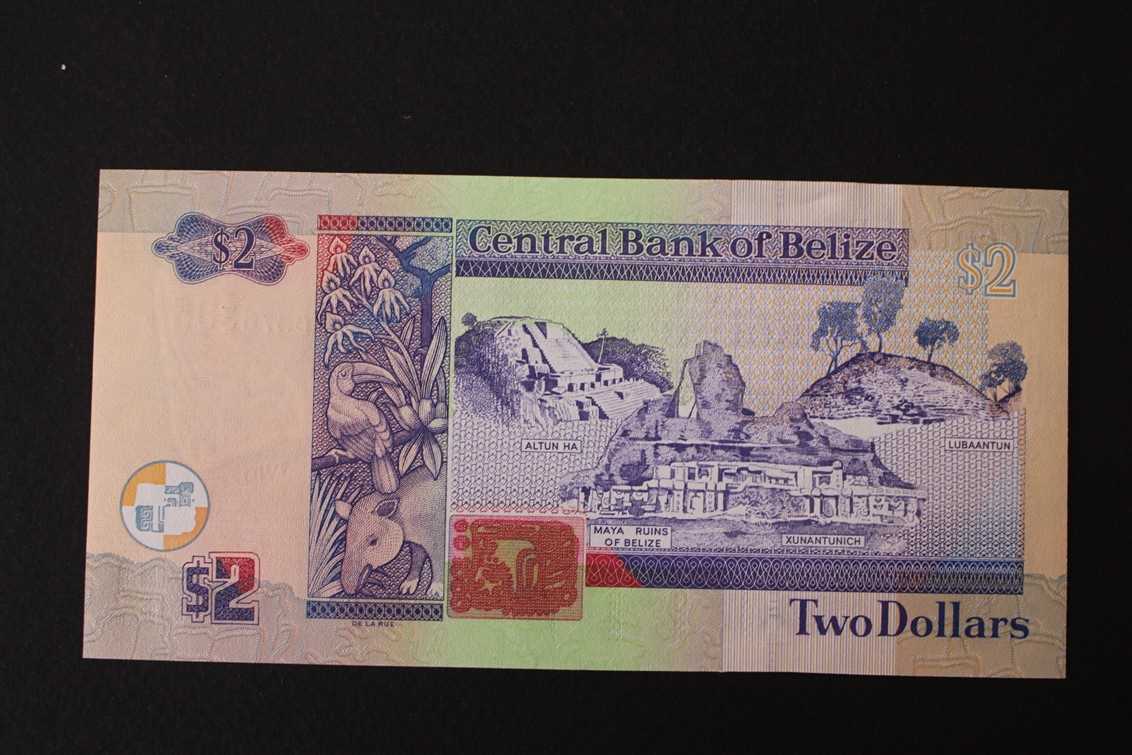 $2
Central Bank of Belize
$2
ALTUN HA
LUBAANTUN
MAYA RUINS
OF BELIZE
XUNANTUNICH
$2
DE LA RUE
Two Dollars